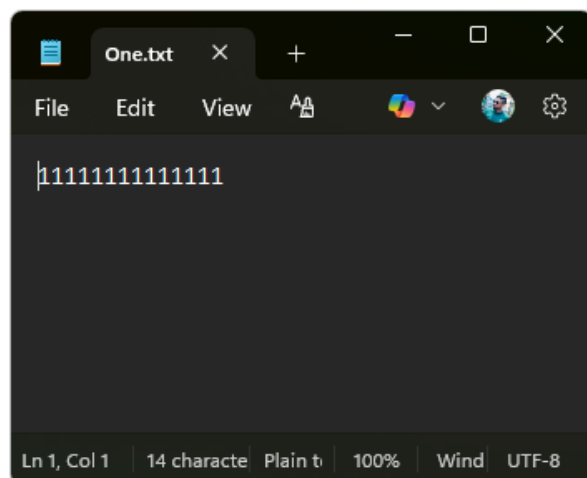 One.txt
File Edit View
11111111111111
Ln 1, Col 1 14 characte Plain t 100% Wind UTF-8